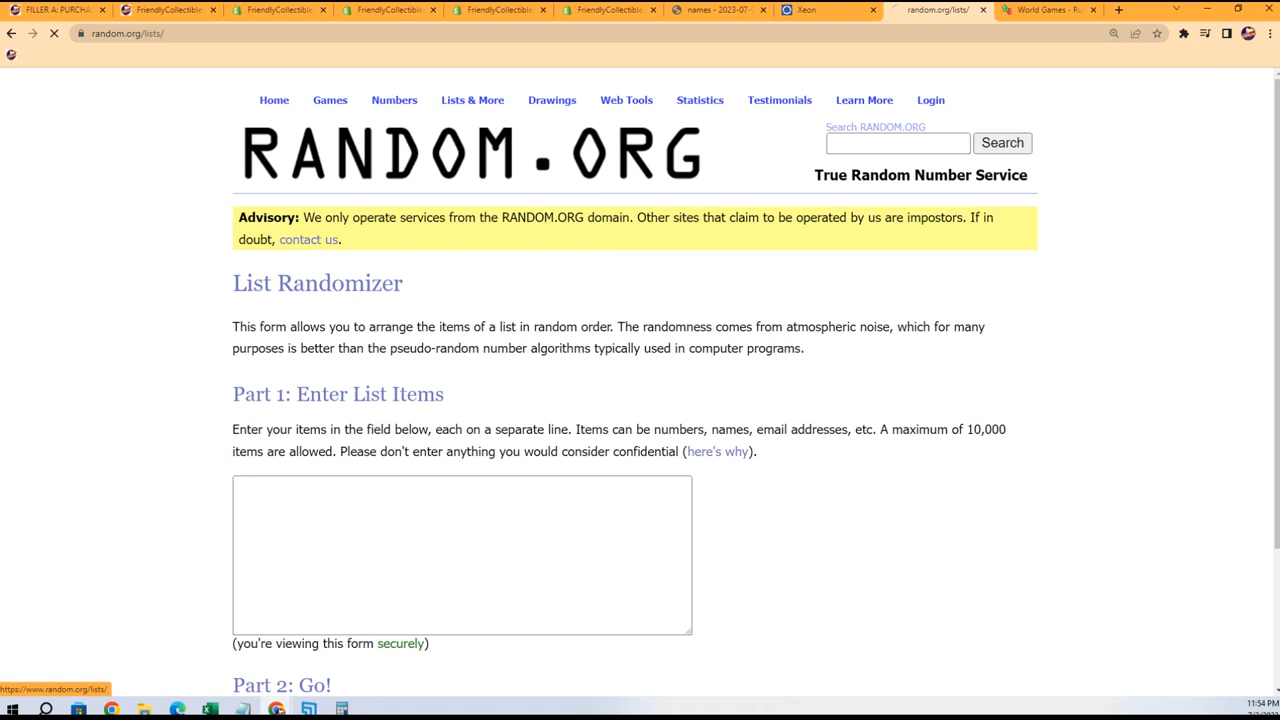 FILLER A: PURCHA
FriendlyCollectible
FriendlyCollectible
FriendlyCollectible
FriendlyCollectible
FriendlyCollectible
names - 2023-07-
Xeon
random.org/lists/
World Games - Ru
random.org/lists/
Home Games Numbers Lists & More Drawings Web Tools Statistics Testimonials Learn More Login
RANDOM.ORG
Search RANDOM.ORG
Search
True Random Number Service
Advisory: We only operate services from the RANDOM.ORG domain. Other sites that claim to be operated by us are impostors. If in
doubt, contact us.
List Randomizer
This form allows you to arrange the items of a list in random order. The randomness comes from atmospheric noise, which for many
purposes is better than the pseudo-random number algorithms typically used in computer programs.
Part 1: Enter List Items
Enter your items in the field below, each on a separate line. Items can be numbers, names, email addresses, etc. A maximum of 10,000
items are allowed. Please don't enter anything you would consider confidential (here's why).
(you're viewing this form securely)
Part 2: Go!
https://www.random.org/lists/
11:54 PM